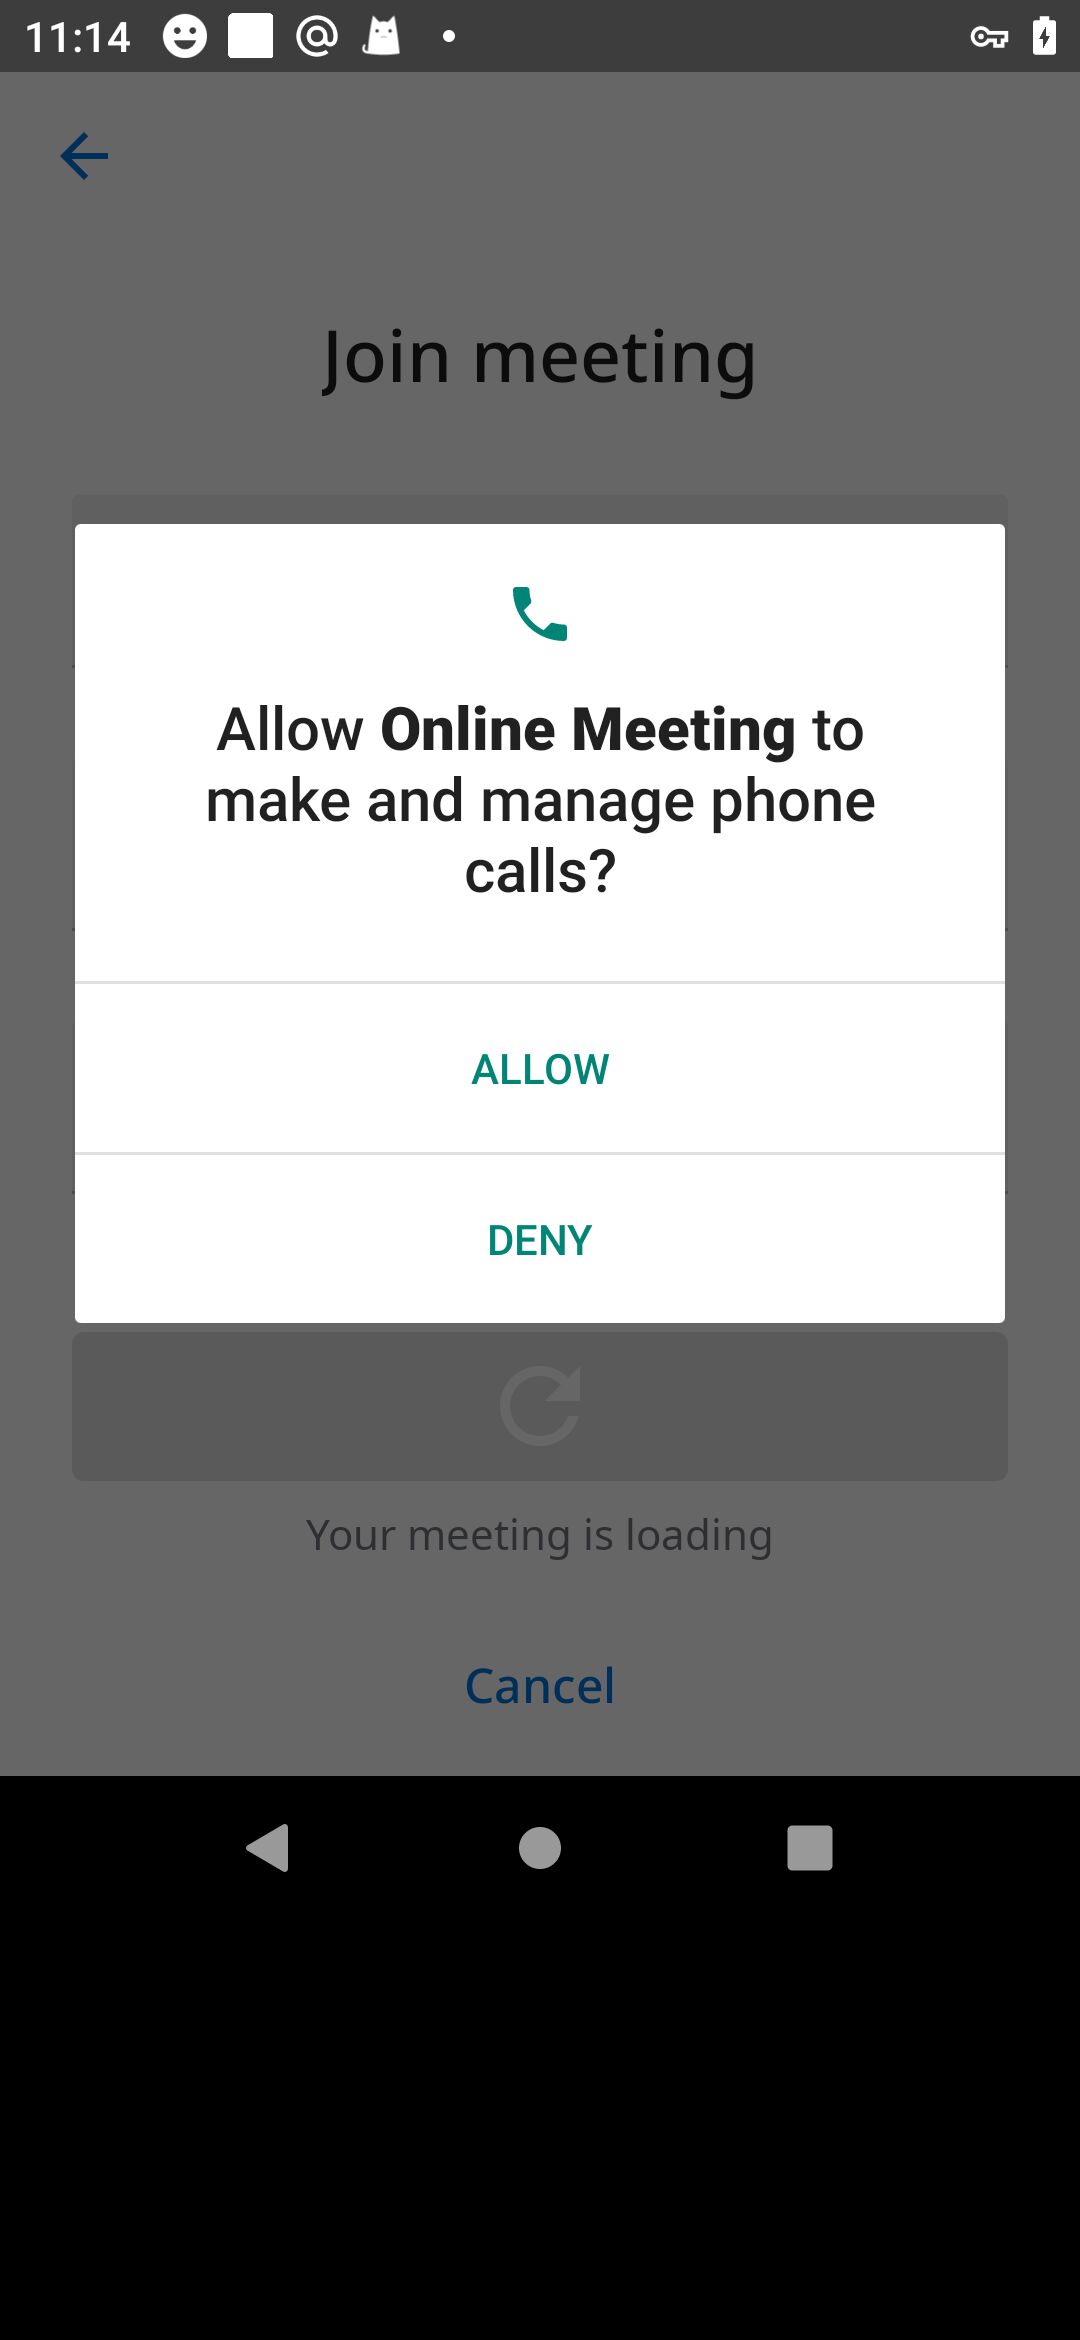 11:14
Join meeting
Allow Online Meeting to
make and manage phone
calls?
ALLOW
DENY
Your meeting is loading
Cancel